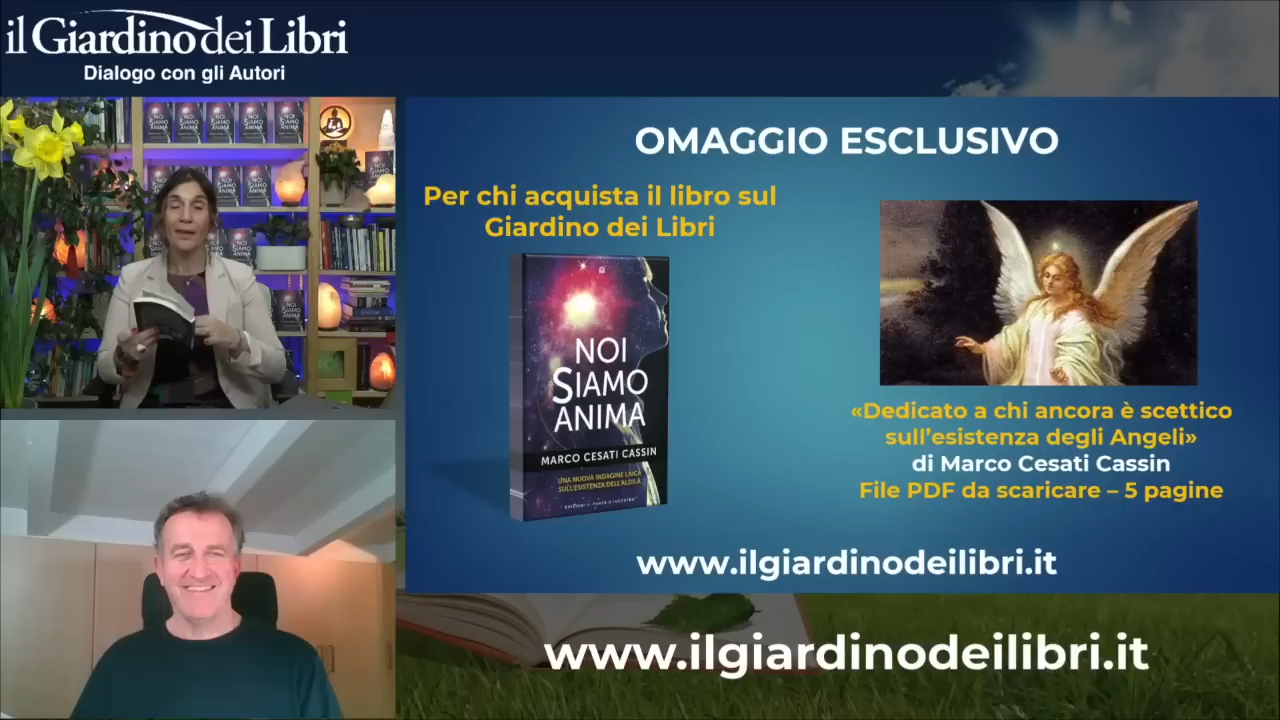 il Giardino dei Libri
Dialogo con gli Autori
OMAGGIO ESCLUSIVO
Per chi acquista il libro sul
Giardino dei Libri
NOI
SIAMO
ANIMA
MARCO CESATI CASSIN
UNA NUOVA INDAGINE LAICA
SULL'ESISTENZA DELL'ALDILÀ
«Dedicato a chi ancora è scettico
sull'esistenza degli Angeli»
di Marco Cesati Cassin
File PDF da scaricare – 5 pagine
www.ilgiardinodeilibri.it
www.ilgiardinodeilibri.it